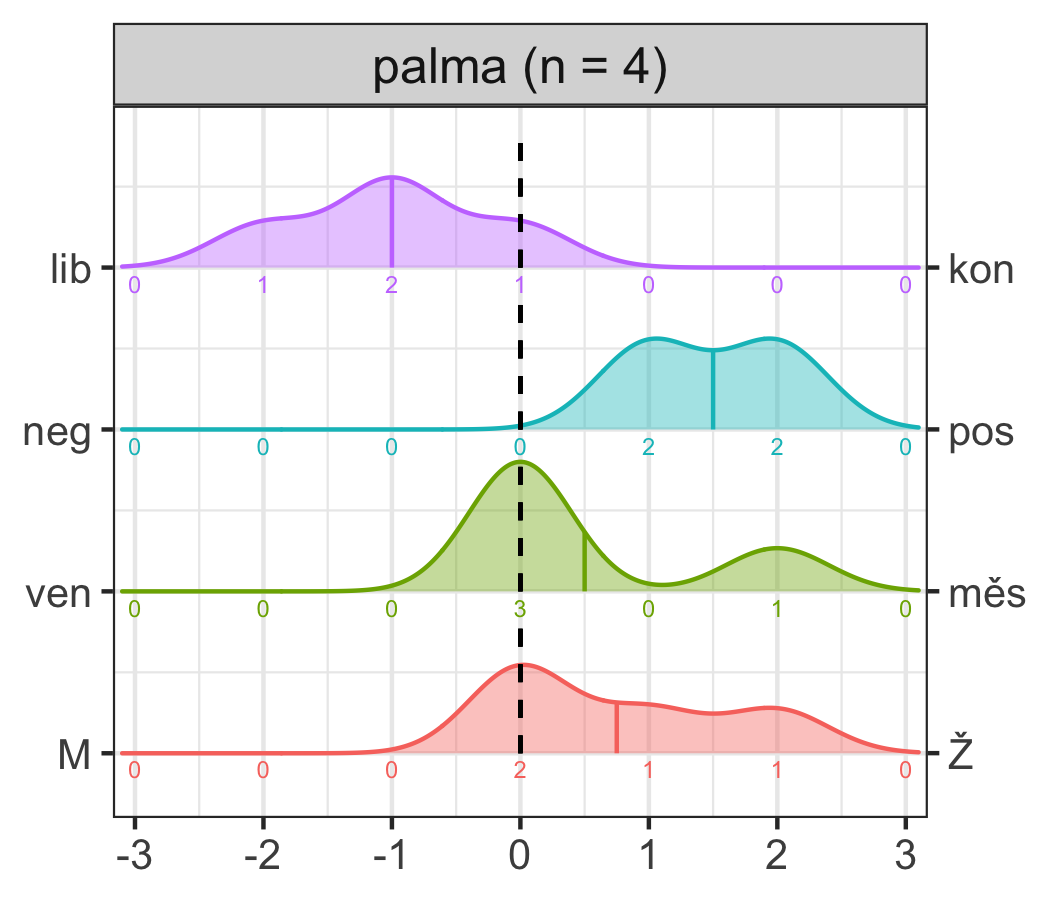 palma (n = 4)
lib kon
0 1 2 1 0 0 0
neg pos
0 0 0 0 2 2 0
ven měs
0 0 0 3 0 1 0
M Ž
0 0 0 2 1 1 0
-3 -2 -1 0 1 2 3